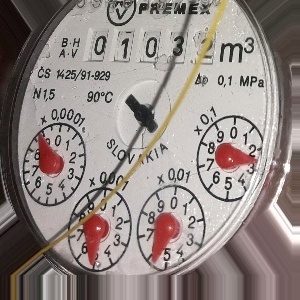 PREMEX
B-H
A-V
01032 m³
ČS 1425/91-929
Δp 0,1 MPa
N1,5 90°C
x 0,0001
x 0,1
SLOVAKIA
x 0,001
x 0,01